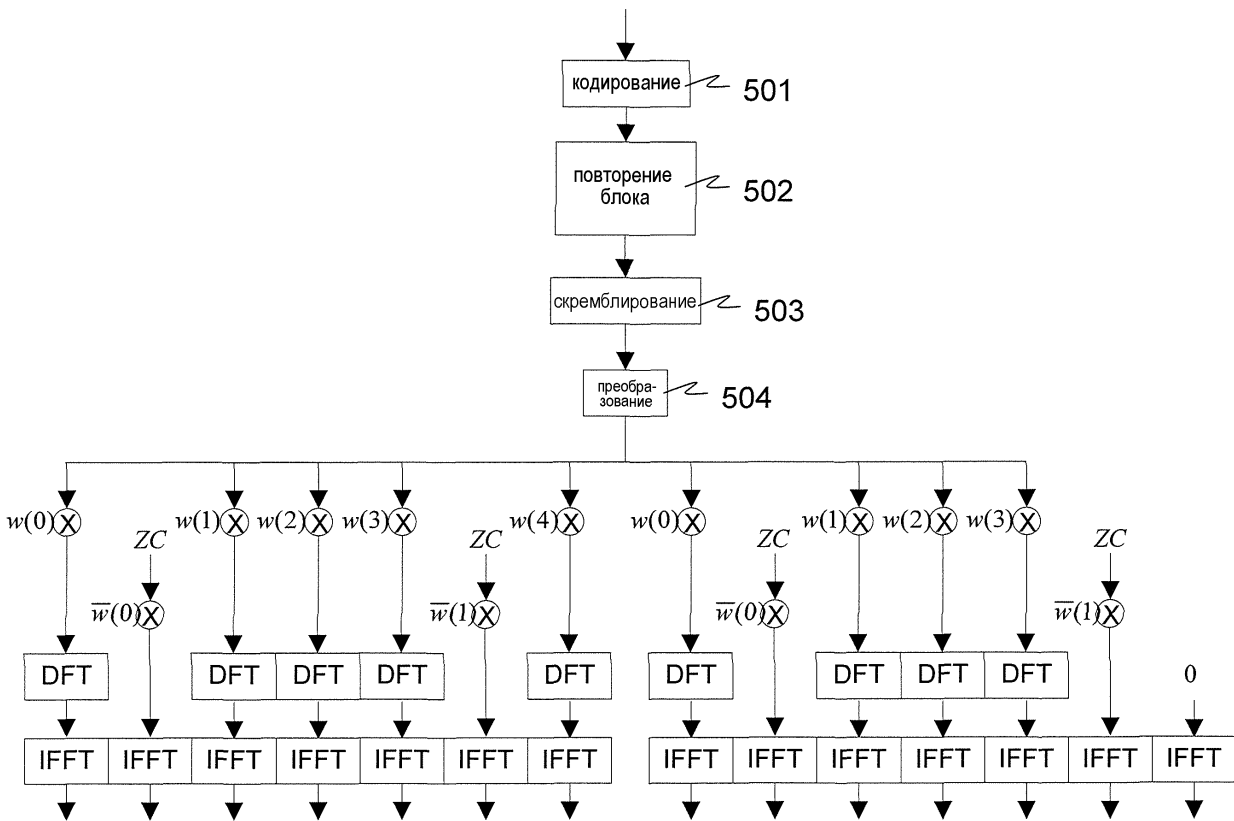 кодирование 501
повторение
блока 502
скремблирование 503
преобра-
зование 504
w(0) w(1) w(2) w(3) w(4) w(0) w(1) w(2) w(3)
ZC ZC ZC ZC
w̅(0) w̅(1) w̅(0) w̅(1)
DFT DFT DFT DFT DFT DFT DFT DFT DFT 0
IFFT IFFT IFFT IFFT IFFT IFFT IFFT IFFT IFFT IFFT IFFT IFFT IFFT IFFT